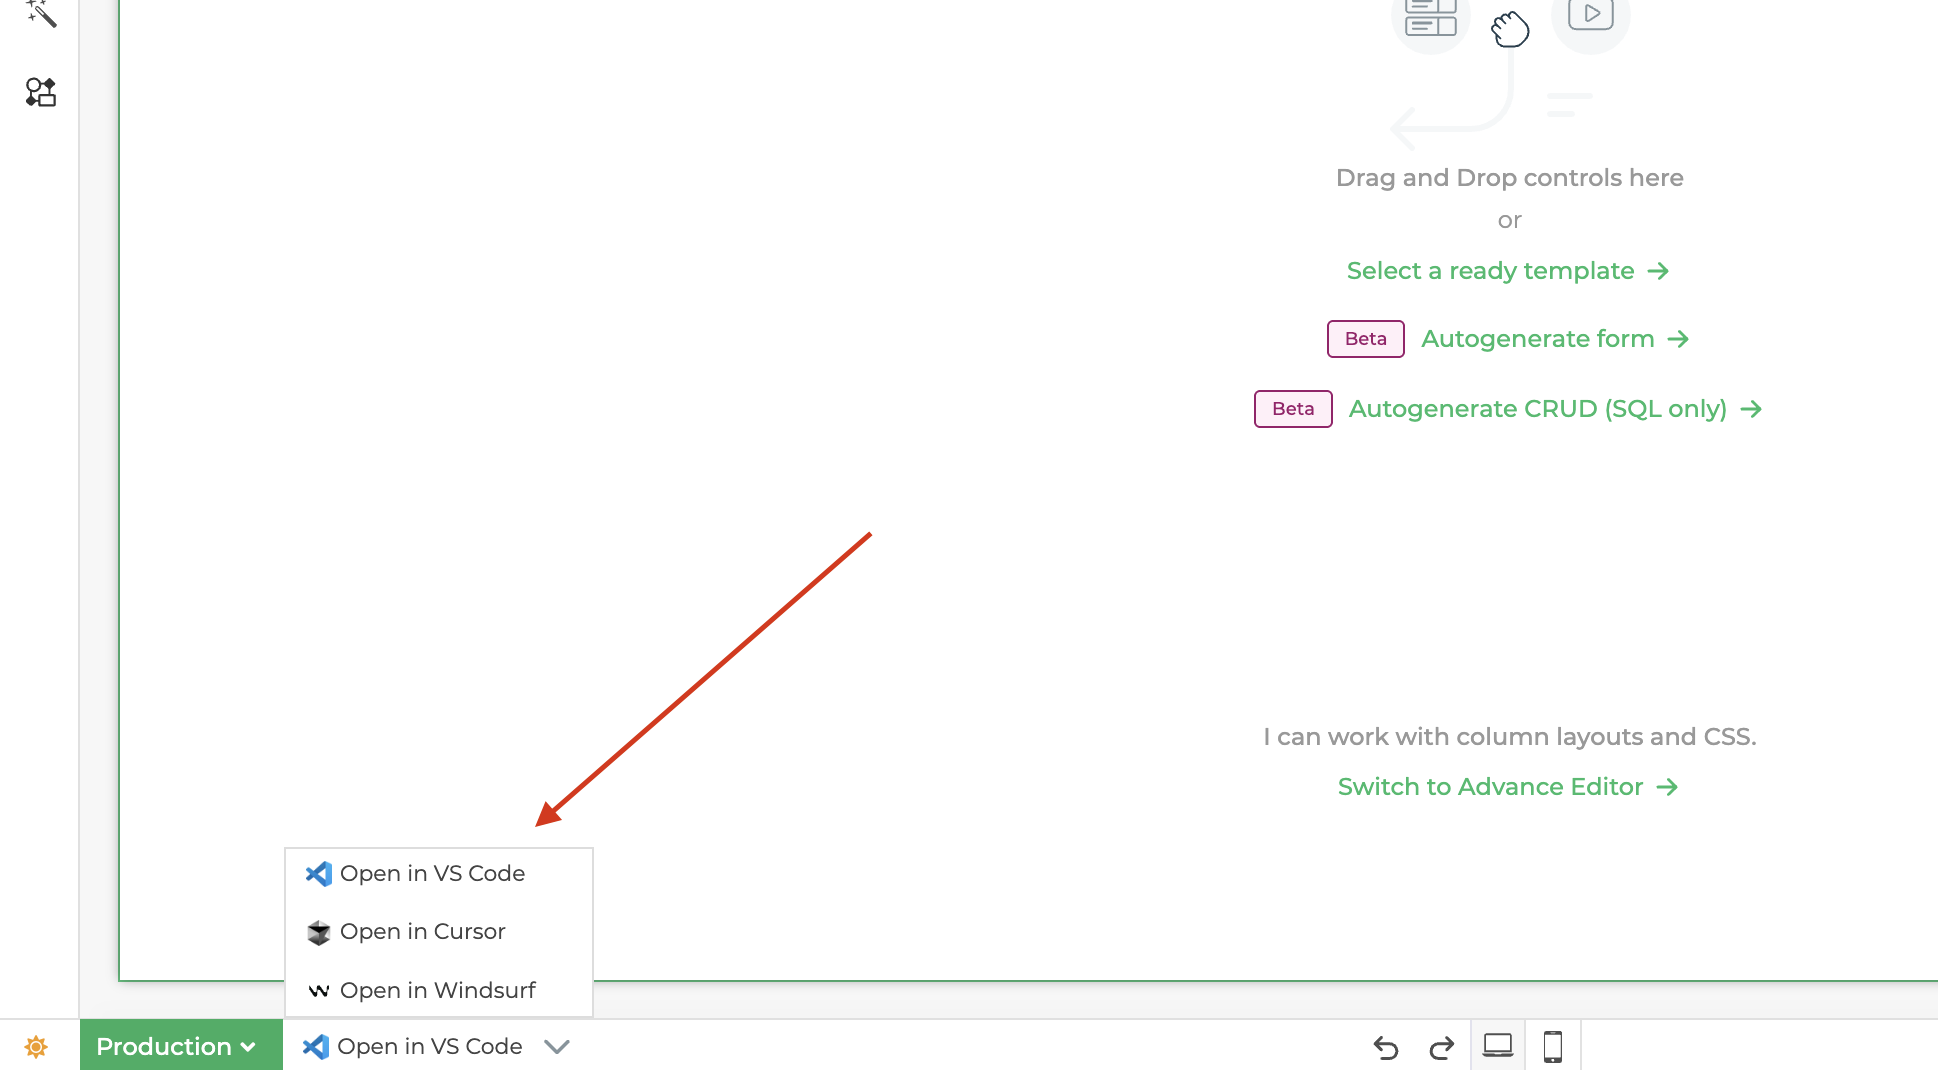 Drag and Drop controls here
or
Select a ready template →
Beta Autogenerate form →
Beta Autogenerate CRUD (SQL only) →
I can work with column layouts and CSS.
Switch to Advance Editor →
Open in VS Code
Open in Cursor
Open in Windsurf
Production
Open in VS Code